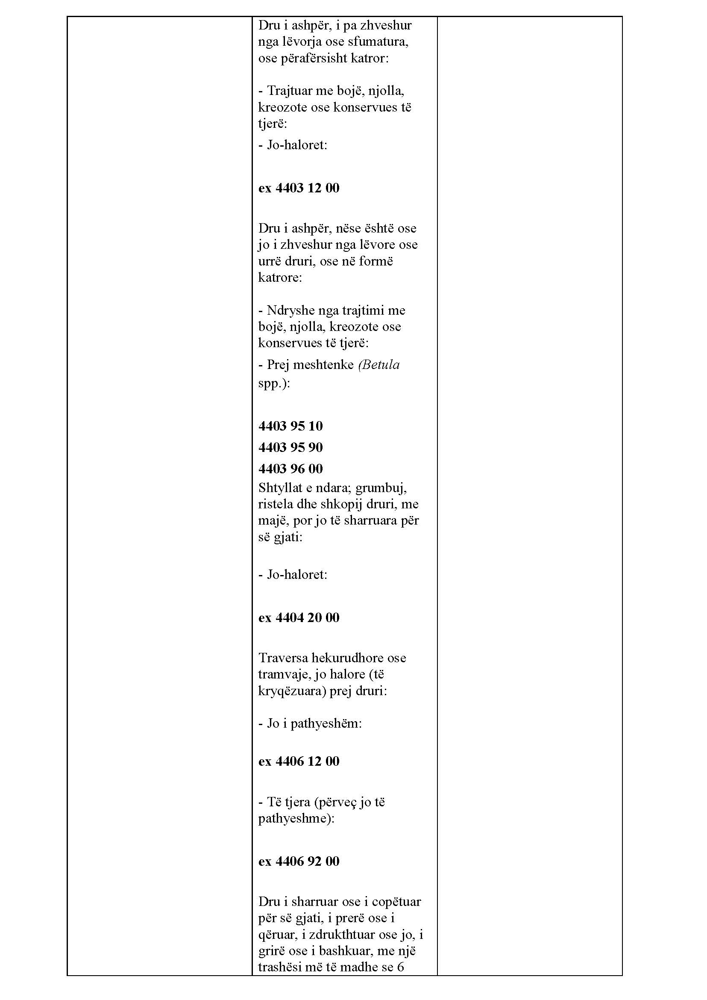 Dru i ashpër, i pa zhveshur
nga lëvorja ose sfumatura,
ose përafërsisht katror:
- Trajtuar me bojë, njolla,
kreozote ose konservues të
tjerë:
- Jo-haloret:
ex 4403 12 00
Dru i ashpër, nëse është ose
jo i zhveshur nga lëvore ose
urrë druri, ose në formë
katrore:
- Ndryshe nga trajtimi me
bojë, njolla, kreozote ose
konservues të tjerë:
- Prej meshtenke (Betula
spp.):
4403 95 10
4403 95 90
4403 96 00
Shtyllat e ndara; grumbuj,
ristela dhe shkopij druri, me
majë, por jo të sharruara për
së gjati:
- Jo-haloret:
ex 4404 20 00
Traversa hekurudhore ose
tramvaje, jo halore (të
kryqëzuara) prej druri:
- Jo i pathyeshëm:
ex 4406 12 00
- Të tjera (përveç jo të
pathyeshme):
ex 4406 92 00
Dru i sharruar ose i copëtuar
për së gjati, i prerë ose i
qëruar, i zdrukthtuar ose jo, i
grirë ose i bashkuar, me një
trashësi më të madhe se 6